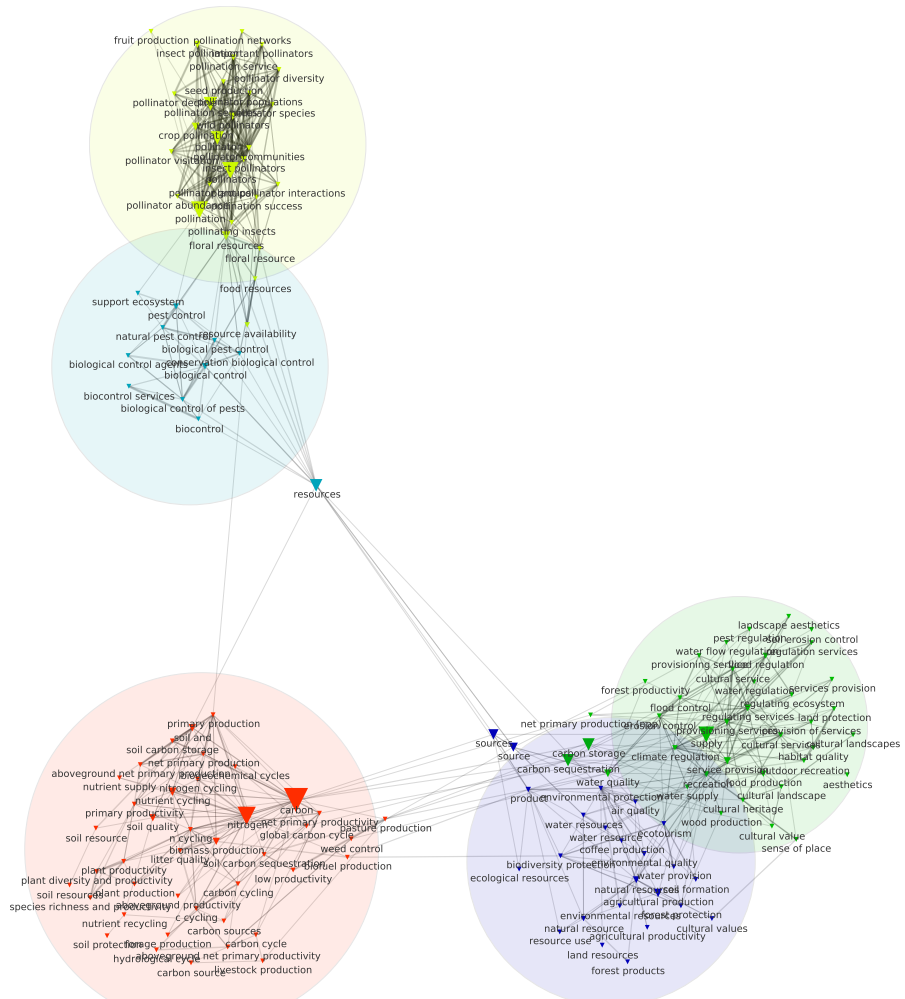 fruit production
pollination networks
insect pollination
important pollinators
pollination service
pollinator diversity
seed production
pollinator populations
pollination services
pollinator species
wild pollinators
crop pollination
pollinator communities
insect pollinators
pollinators
pollinator interactions
pollinator abundance
pollination success
pollination
pollinating insects
floral resources
floral resource
food resources
support ecosystem
pest control
natural pest control
resource availability
biological pest control
biological control agents
conservation biological control
biological control
biocontrol services
biological control of pests
biocontrol
resources
landscape aesthetics
pest regulation
soil erosion control
water flow regulation
regulation services
provisioning service
flood regulation
cultural service
forest productivity
water regulation
services provision
flood control
regulating ecosystem
net primary production (npp)
erosion control
regulating services
land protection
provisioning services
provision of services
sources
supply
cultural services
cultural landscapes
source
carbon storage
climate regulation
habitat quality
carbon sequestration
service provision
outdoor recreation
water quality
recreation
food production
aesthetics
product
environmental protection
water supply
cultural landscape
air quality
cultural heritage
water resources
wood production
water resource
ecotourism
cultural value
coffee production
sense of place
biodiversity protection
environmental quality
ecological resources
water provision
natural resources
soil formation
agricultural production
environmental resources
forest protection
natural resource
cultural values
resource use
agricultural productivity
land resources
forest products
primary production
soil and
soil carbon storage
net primary production
aboveground net primary production
biogeochemical cycles
nutrient supply
nitrogen cycling
nutrient cycling
carbon
primary productivity
nitrogen
net primary productivity
pasture production
soil quality
global carbon cycle
soil resource
n cycling
biomass production
weed control
litter quality
soil carbon sequestration
biofuel production
plant productivity
low productivity
plant diversity and productivity
soil resources
plant production
carbon cycling
species richness and productivity
aboveground productivity
c cycling
nutrient recycling
carbon sources
soil protection
forage production
carbon cycle
hydrological cycle
aboveground net primary productivity
carbon source
livestock production